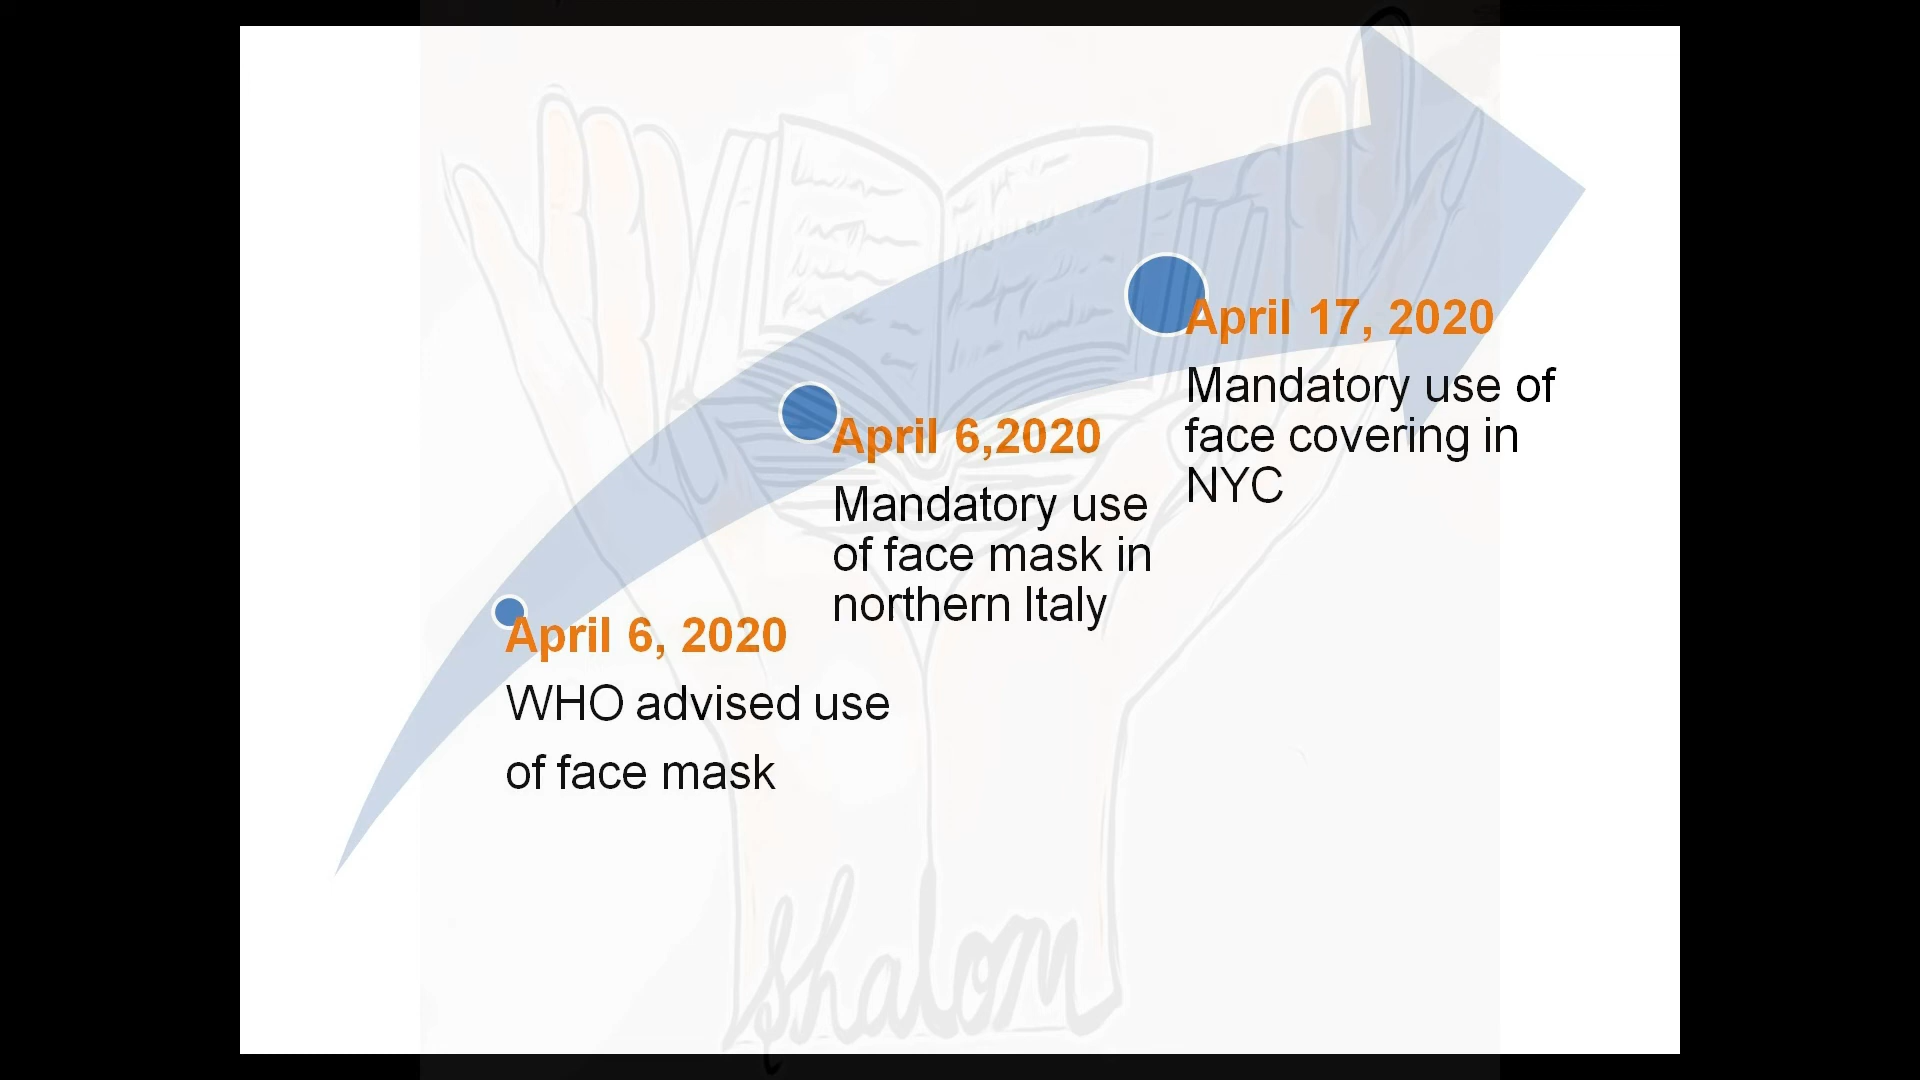 April 17, 2020
Mandatory use of
face covering in
NYC
April 6,2020
Mandatory use
of face mask in
northern Italy
April 6, 2020
WHO advised use
of face mask
shalom